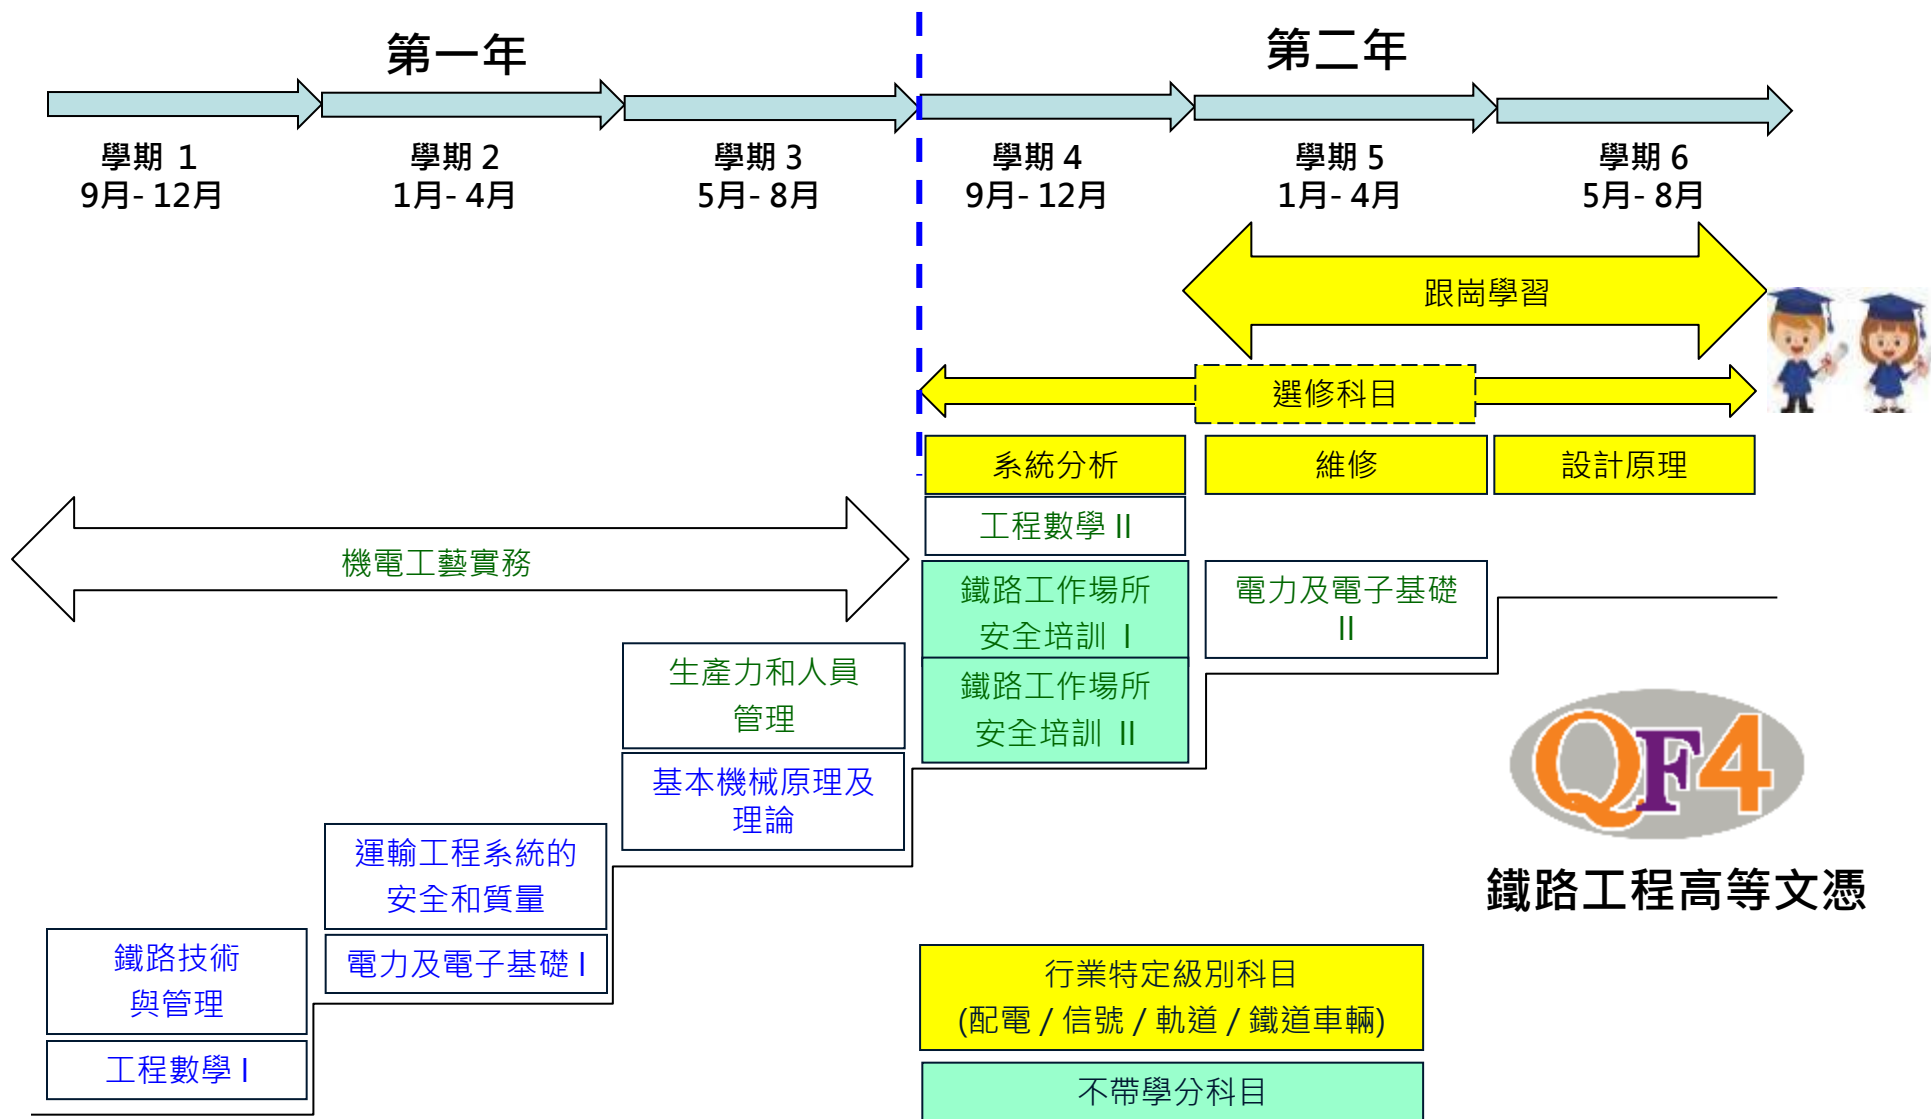 第一年
第二年
學期 1
9月- 12月
學期 2
1月- 4月
學期 3
5月- 8月
學期 4
9月- 12月
學期 5
1月- 4月
學期 6
5月- 8月
跟崗學習
選修科目
系統分析
維修
設計原理
工程數學 II
機電工藝實務
鐵路工作場所
安全培訓 I
電力及電子基礎
II
生產力和人員
管理
鐵路工作場所
安全培訓 II
基本機械原理及
理論
運輸工程系統的
安全和質量
電力及電子基礎 I
鐵路技術
與管理
工程數學 I
QF4
鐵路工程高等文憑
行業特定級別科目
(配電 / 信號 / 軌道 / 鐵道車輛)
不帶學分科目